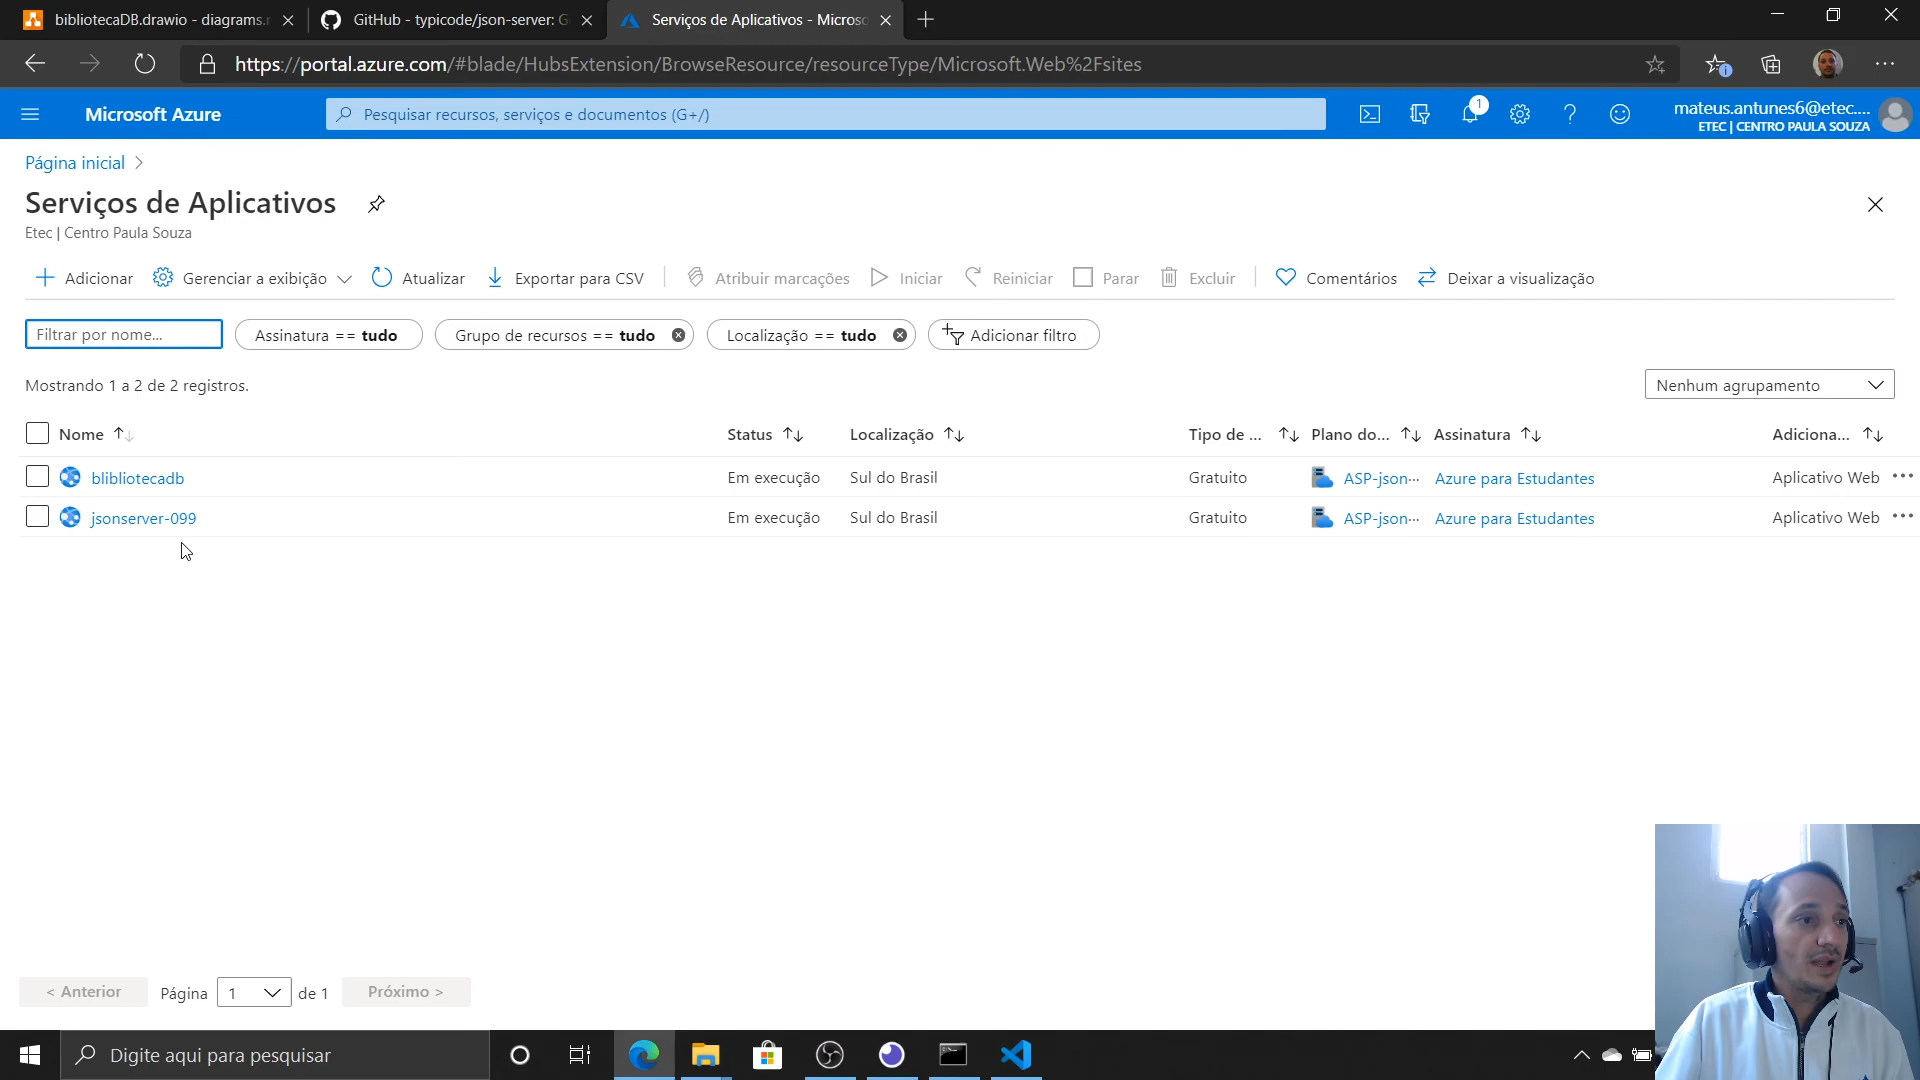 bibliotecaDB.drawio - diagrams.n
GitHub - typicode/json-server: G
Serviços de Aplicativos - Microso
https://portal.azure.com/#blade/HubsExtension/BrowseResource/resourceType/Microsoft.Web%2Fsites
Microsoft Azure
Pesquisar recursos, serviços e documentos (G+/)
1
mateus.antunes6@etec....
ETEC | CENTRO PAULA SOUZA
Página inicial
Serviços de Aplicativos
Etec | Centro Paula Souza
Adicionar Gerenciar a exibição Atualizar Exportar para CSV Atribuir marcações Iniciar Reiniciar Parar Excluir Comentários Deixar a visualização
Filtrar por nome... Assinatura == tudo Grupo de recursos == tudo Localização == tudo Adicionar filtro
Mostrando 1 a 2 de 2 registros.
Nenhum agrupamento
Nome Status Localização Tipo de ... Plano do... Assinatura Adiciona...
blibliotecadb Em execução Sul do Brasil Gratuito ASP-json... Azure para Estudantes Aplicativo Web ...
jsonserver-099 Em execução Sul do Brasil Gratuito ASP-json... Azure para Estudantes Aplicativo Web ...
< Anterior Página 1 de 1 Próximo >
Digite aqui para pesquisar